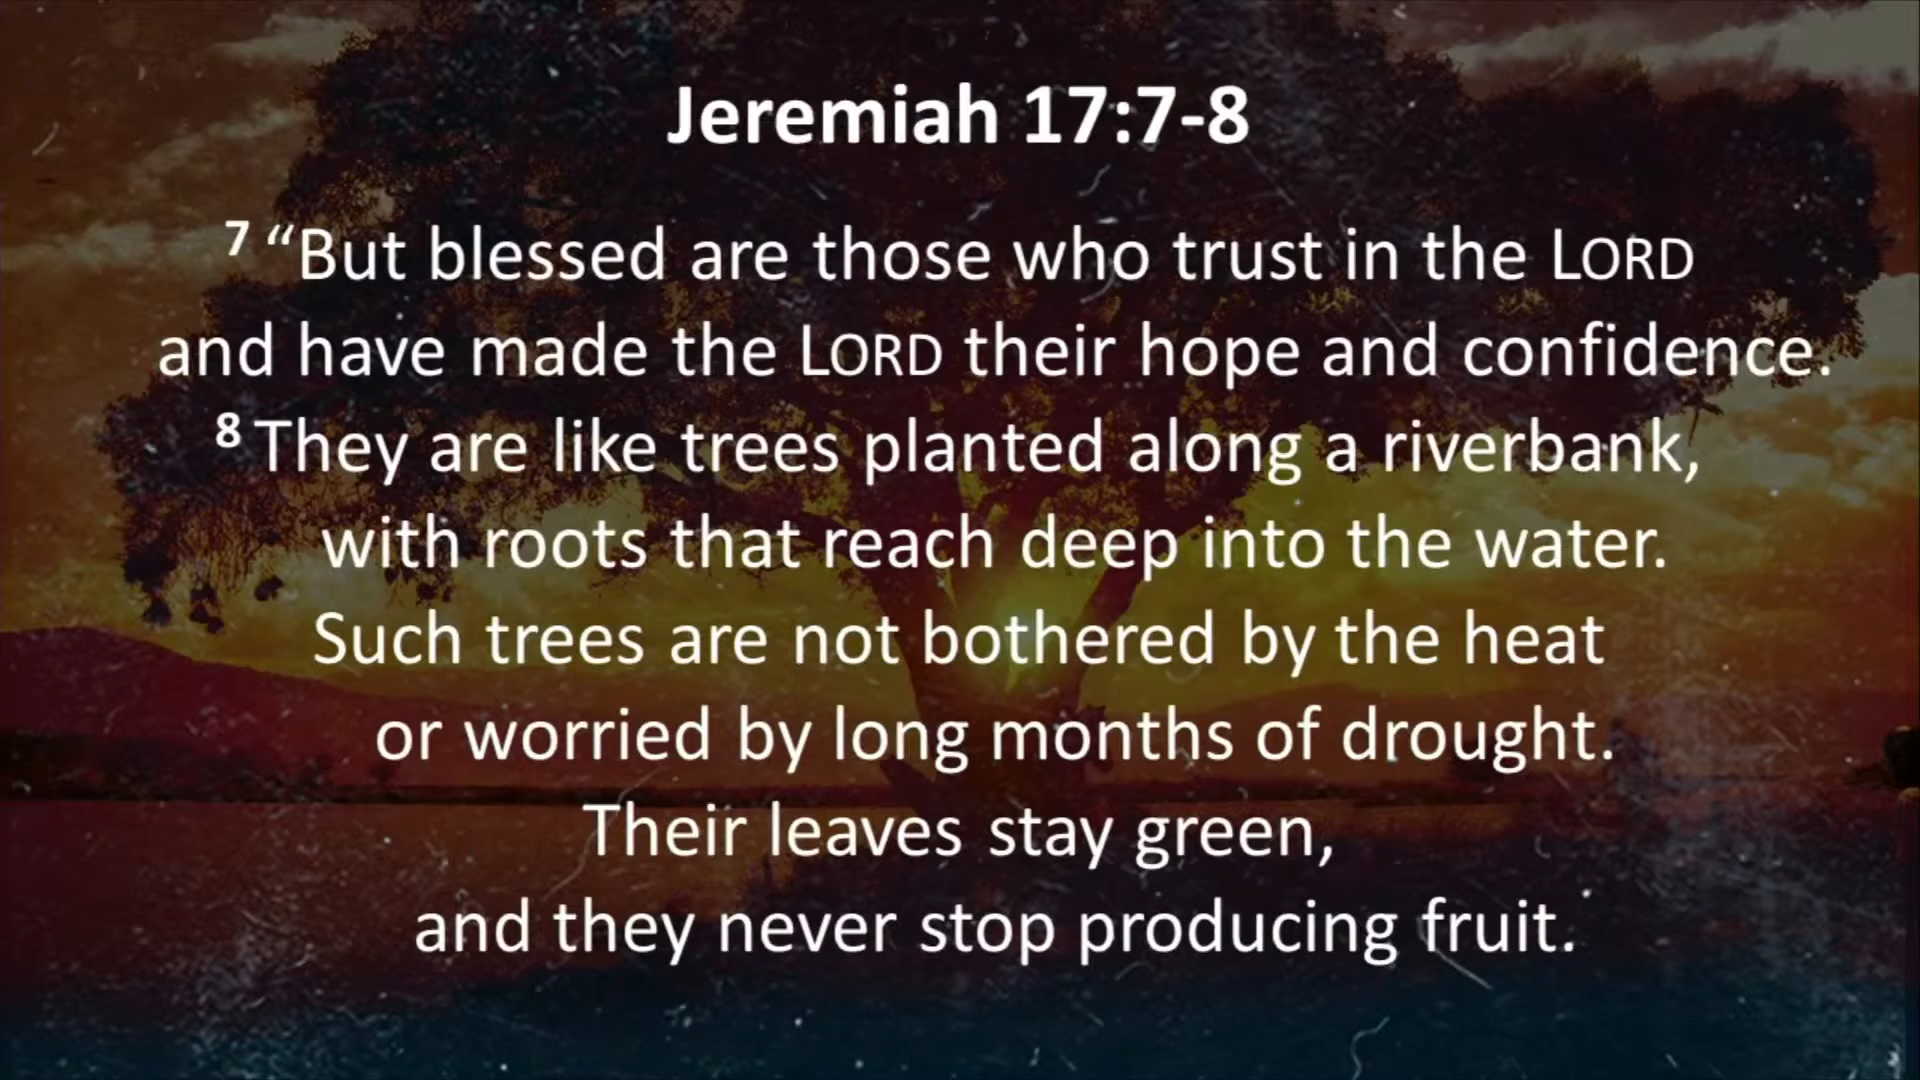 Jeremiah 17:7-8
7 “But blessed are those who trust in the LORD
and have made the LORD their hope and confidence.
8 They are like trees planted along a riverbank,
with roots that reach deep into the water.
Such trees are not bothered by the heat
or worried by long months of drought.
Their leaves stay green,
and they never stop producing fruit.